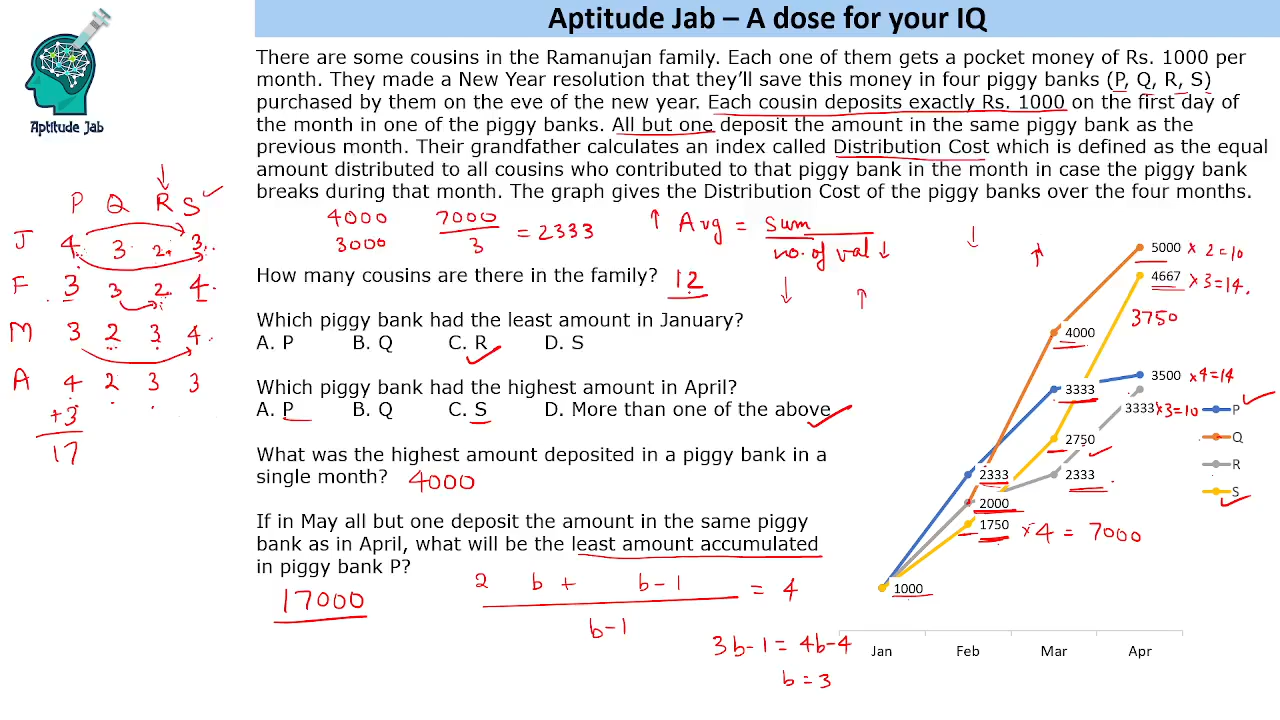 Aptitude Jab – A dose for your IQ
Aptitude Jab
There are some cousins in the Ramanujan family. Each one of them gets a pocket money of Rs. 1000 per
month. They made a New Year resolution that they'll save this money in four piggy banks (P, Q, R, S)
purchased by them on the eve of the new year. Each cousin deposits exactly Rs. 1000 on the first day of
the month in one of the piggy banks. All but one deposit the amount in the same piggy bank as the
previous month. Their grandfather calculates an index called Distribution Cost which is defined as the equal
amount distributed to all cousins who contributed to that piggy bank in the month in case the piggy bank
breaks during that month. The graph gives the Distribution Cost of the piggy banks over the four months.
P Q R S
J 4 3 2 3
F 3 3 2 4
M 3 2 3 4
A 4 2 3 3
+3
17
4000
3000
7000
3
= 2333
↑ Avg = Sum
no. of val ↓
↓ ↑
↓ ↑
How many cousins are there in the family? 12
Which piggy bank had the least amount in January?
A. P B. Q C. R D. S
Which piggy bank had the highest amount in April?
A. P B. Q C. S D. More than one of the above
What was the highest amount deposited in a piggy bank in a
single month? 4000
If in May all but one deposit the amount in the same piggy
bank as in April, what will be the least amount accumulated
in piggy bank P?
17000
2 b + b-1
b-1
= 4
3b-1 = 4b-4
b = 3
5000 × 2 = 10
4667 × 3 = 14.
3750
4000
3500 ×4 = 14
3333
3333 ×3=10
2750
2333
2333
2000
1750 × 4 = 7000
1000
P
Q
R
S
Jan Feb Mar Apr